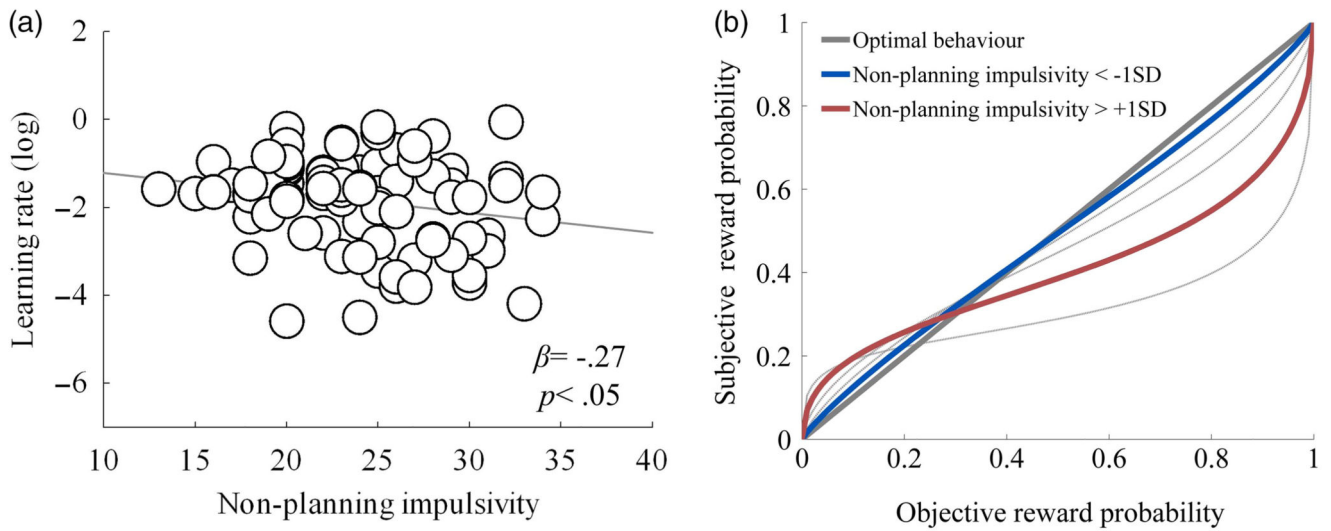 (a)
2
0
−2
−4
−6
Learning rate (log)
β= -.27
p< .05
10
15
20
25
30
35
40
Non-planning impulsivity
(b)
1
0.8
0.6
0.4
0.2
0
Subjective reward probability
Optimal behaviour
Non-planning impulsivity < -1SD
Non-planning impulsivity > +1SD
0
0.2
0.4
0.6
0.8
1
Objective reward probability